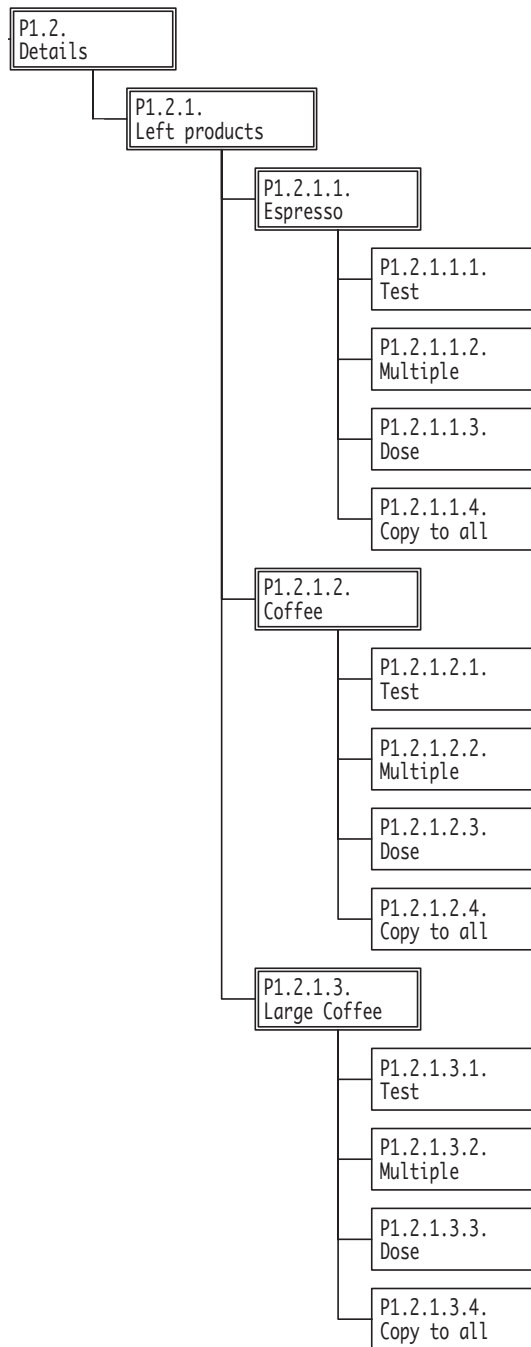 P1.2.
Details
P1.2.1.
Left products
P1.2.1.1.
Espresso
P1.2.1.1.1.
Test
P1.2.1.1.2.
Multiple
P1.2.1.1.3.
Dose
P1.2.1.1.4.
Copy to all
P1.2.1.2.
Coffee
P1.2.1.2.1.
Test
P1.2.1.2.2.
Multiple
P1.2.1.2.3.
Dose
P1.2.1.2.4.
Copy to all
P1.2.1.3.
Large Coffee
P1.2.1.3.1.
Test
P1.2.1.3.2.
Multiple
P1.2.1.3.3.
Dose
P1.2.1.3.4.
Copy to all